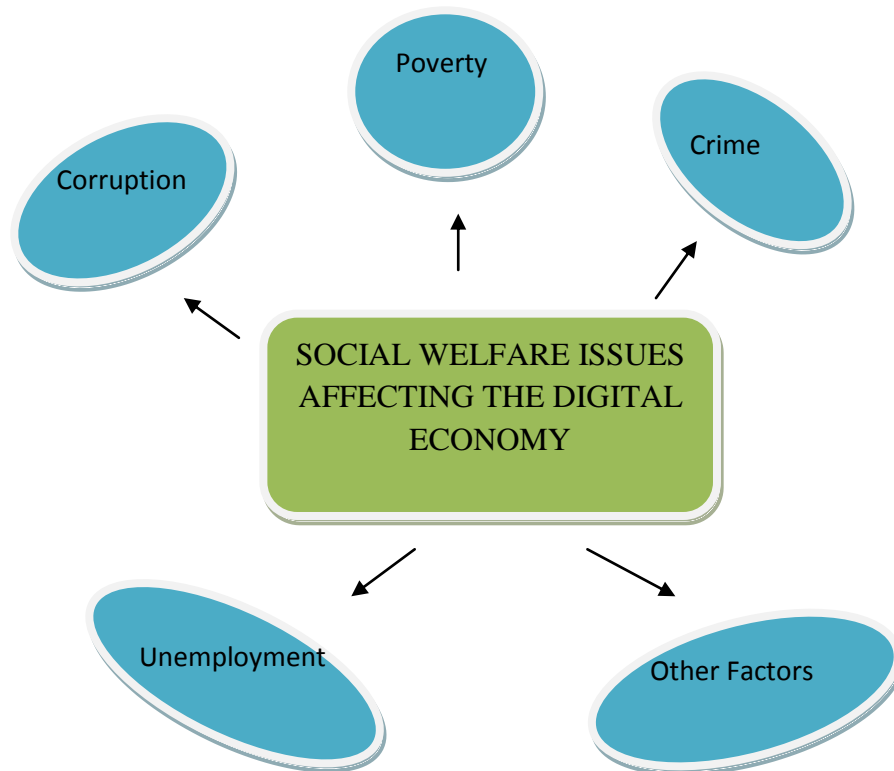 Poverty
Crime
Corruption
SOCIAL WELFARE ISSUES
AFFECTING THE DIGITAL
ECONOMY
Unemployment
Other Factors